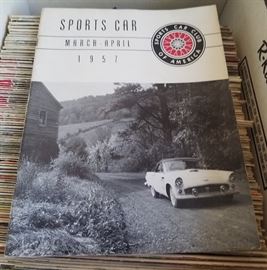 SPORTS CAR
MARCH-APRIL
1957
SPORTS CAR CLUB
OF AMERICA